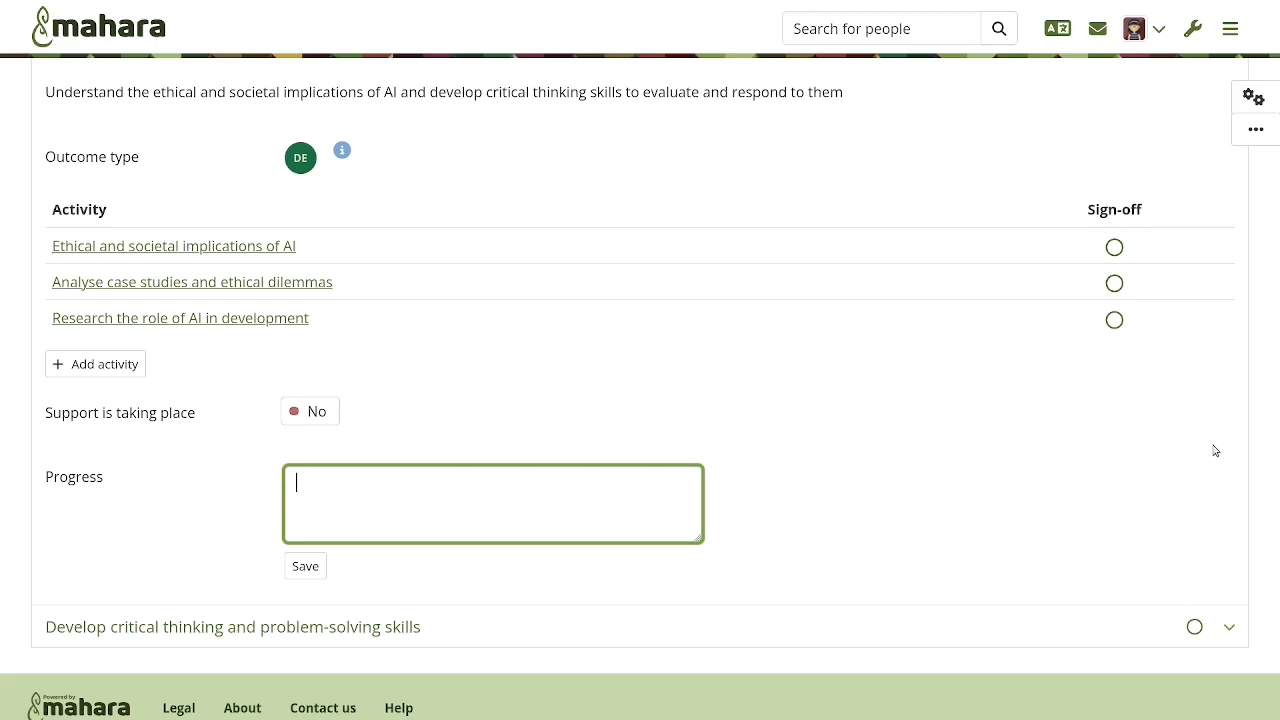 mahara
Search for people
Understand the ethical and societal implications of AI and develop critical thinking skills to evaluate and respond to them
Outcome type
DE
Activity
Sign-off
Ethical and societal implications of AI
Analyse case studies and ethical dilemmas
Research the role of AI in development
+ Add activity
Support is taking place
No
Progress
Save
Develop critical thinking and problem-solving skills
Powered by
mahara
Legal
About
Contact us
Help